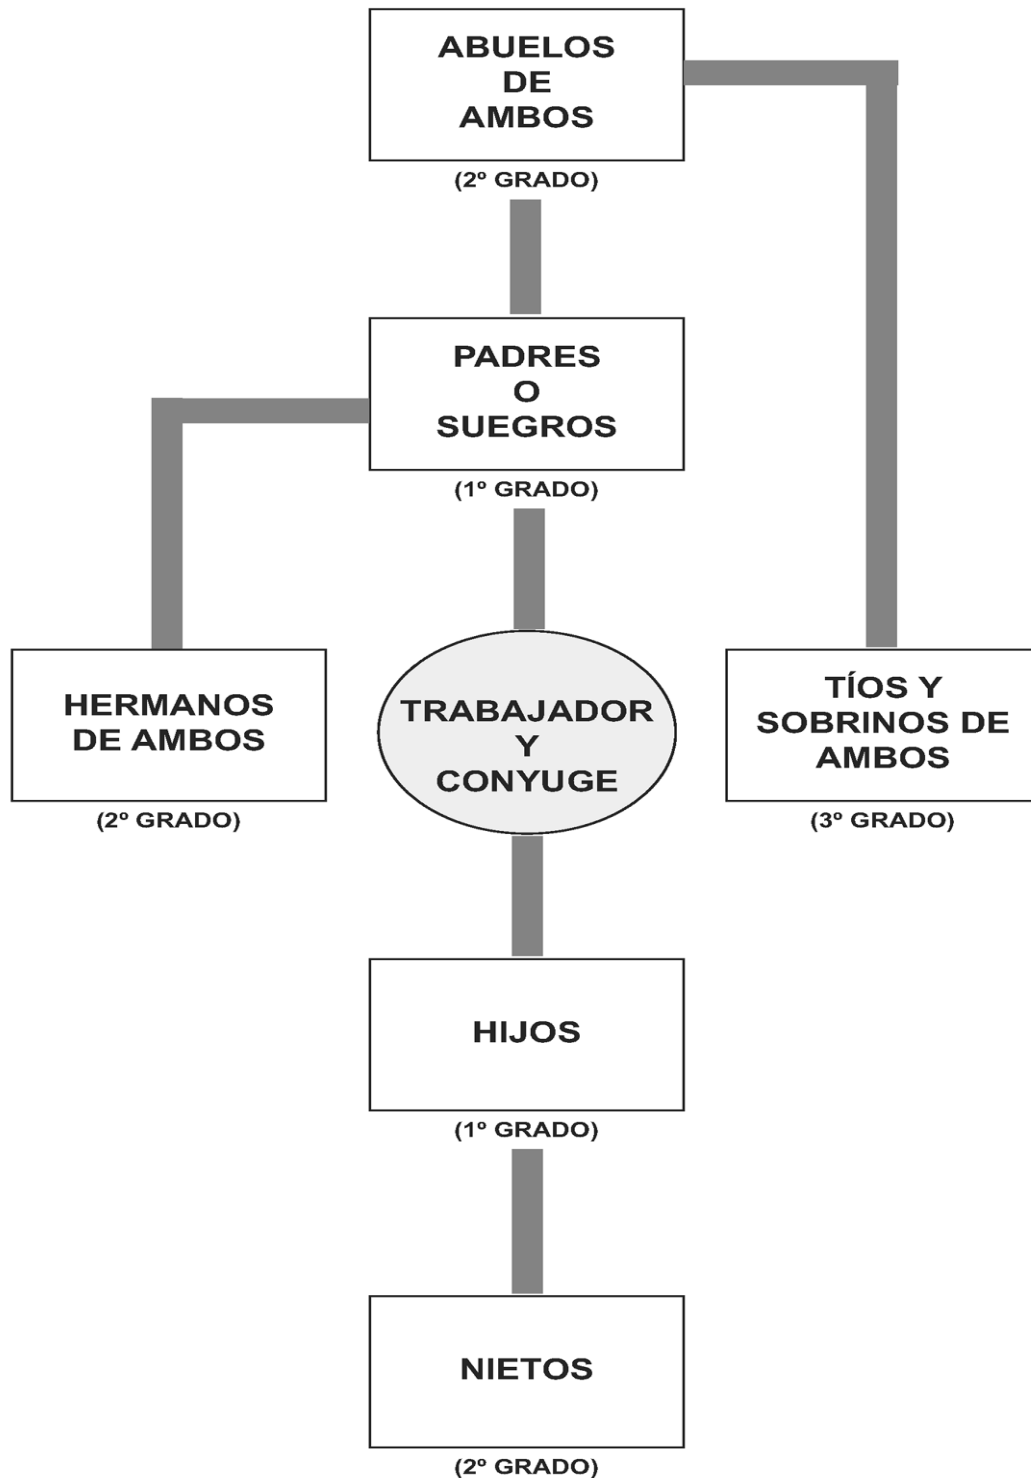 ABUELOS
DE
AMBOS
(2º GRADO)
PADRES
O
SUEGROS
(1º GRADO)
HERMANOS
DE AMBOS
(2º GRADO)
TRABAJADOR
Y
CONYUGE
TÍOS Y
SOBRINOS DE
AMBOS
(3º GRADO)
HIJOS
(1º GRADO)
NIETOS
(2º GRADO)